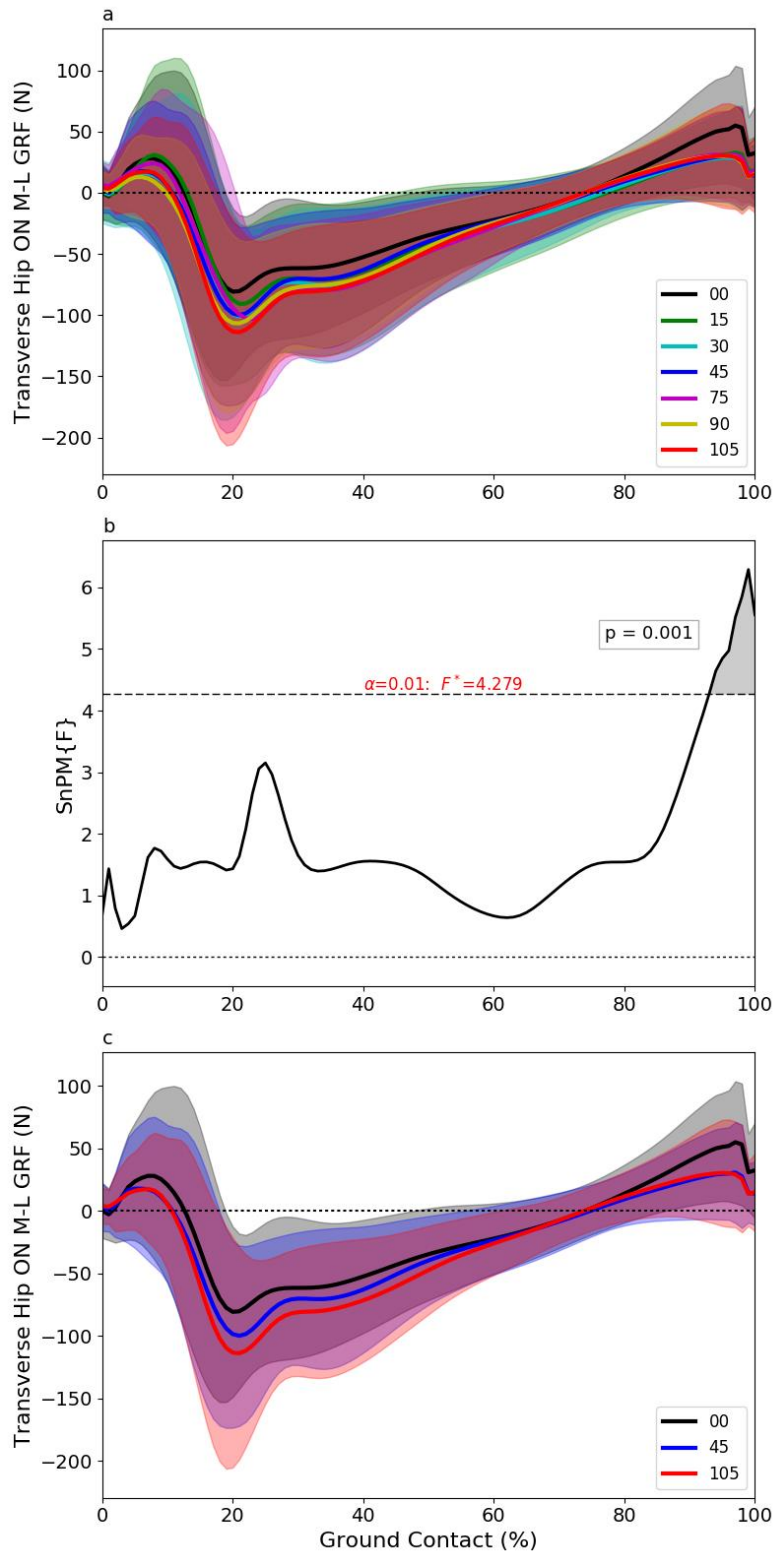 a
Transverse Hip ON M-L GRF (N)
100
50
0
−50
−100
−150
−200
00
15
30
45
75
90
105
0 20 40 60 80 100
b
SnPM{F}
6
5
4
3
2
1
0
p = 0.001
α=0.01: F*=4.279
0 20 40 60 80 100
c
Transverse Hip ON M-L GRF (N)
100
50
0
−50
−100
−150
−200
00
45
105
0 20 40 60 80 100
Ground Contact (%)